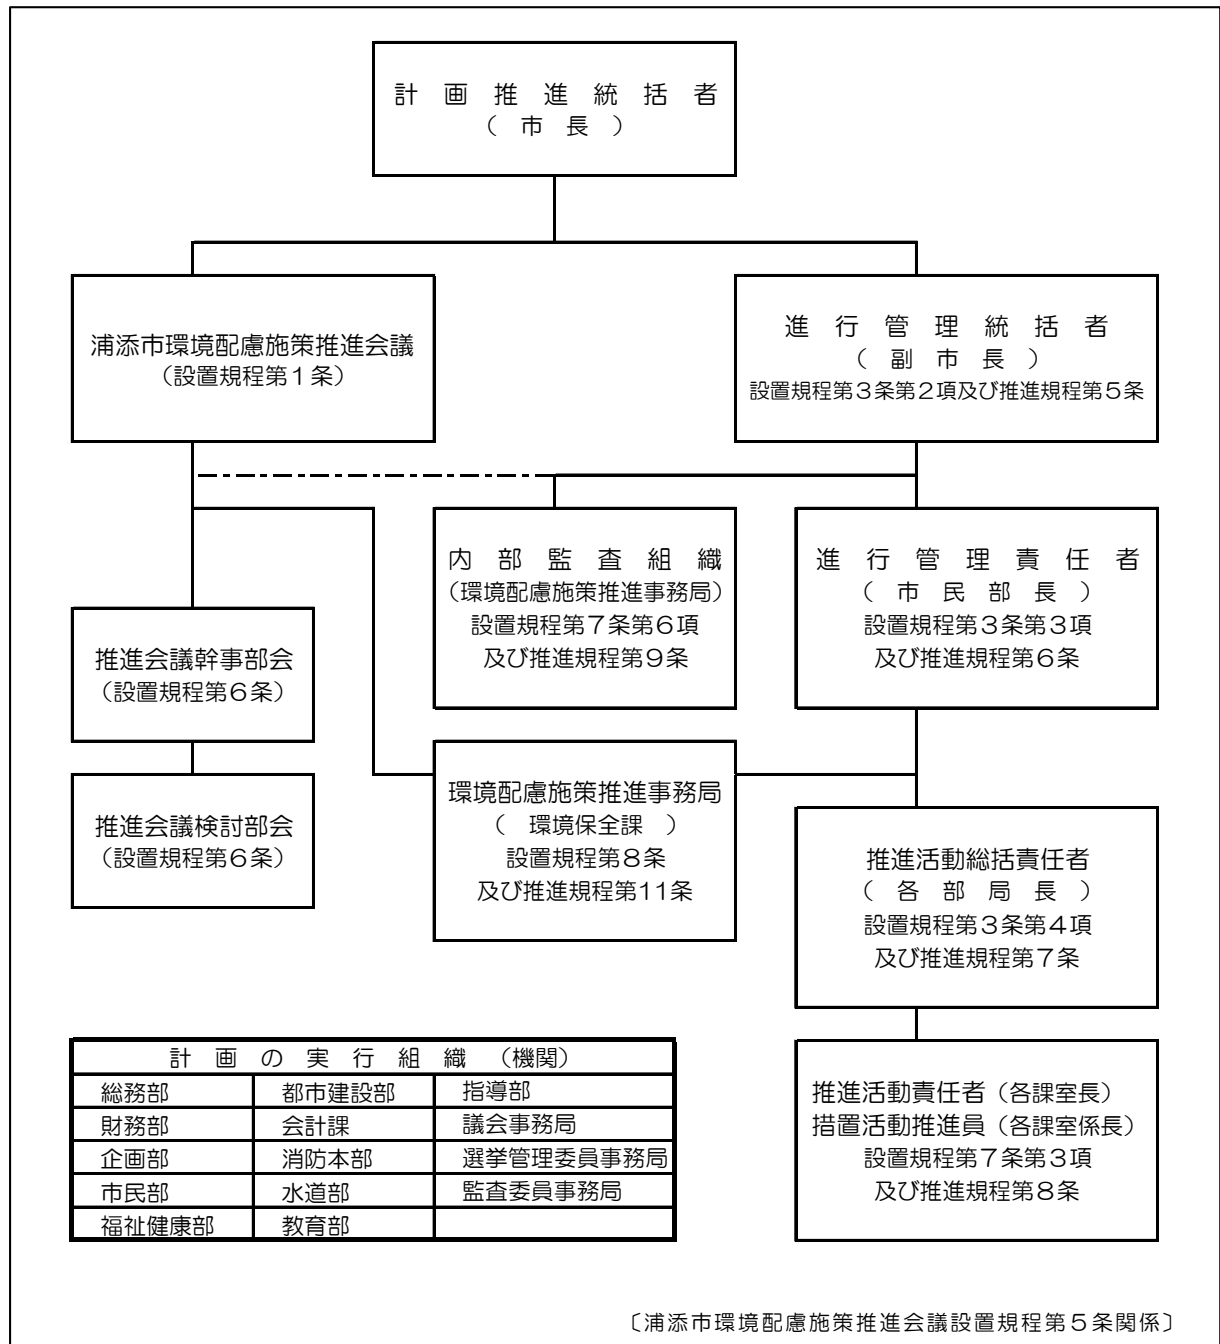 計画推進統括者
（市長）
浦添市環境配慮施策推進会議
（設置規程第１条）
進行管理統括者
（副市長）
設置規程第３条第２項及び推進規程第５条
内部監査組織
（環境配慮施策推進事務局）
設置規程第７条第６項
及び推進規程第９条
進行管理責任者
（市民部長）
設置規程第３条第３項
及び推進規程第６条
推進会議幹事部会
（設置規程第６条）
推進会議検討部会
（設置規程第６条）
環境配慮施策推進事務局
（環境保全課）
設置規程第８条
及び推進規程第11条
推進活動総括責任者
（各部局長）
設置規程第３条第４項
及び推進規程第７条
推進活動責任者（各課室長）
措置活動推進員（各課室係長）
設置規程第７条第３項
及び推進規程第８条
計画の実行組織（機関）
総務部 都市建設部 指導部
財務部 会計課 議会事務局
企画部 消防本部 選挙管理委員事務局
市民部 水道部 監査委員事務局
福祉健康部 教育部
〔浦添市環境配慮施策推進会議設置規程第５条関係〕